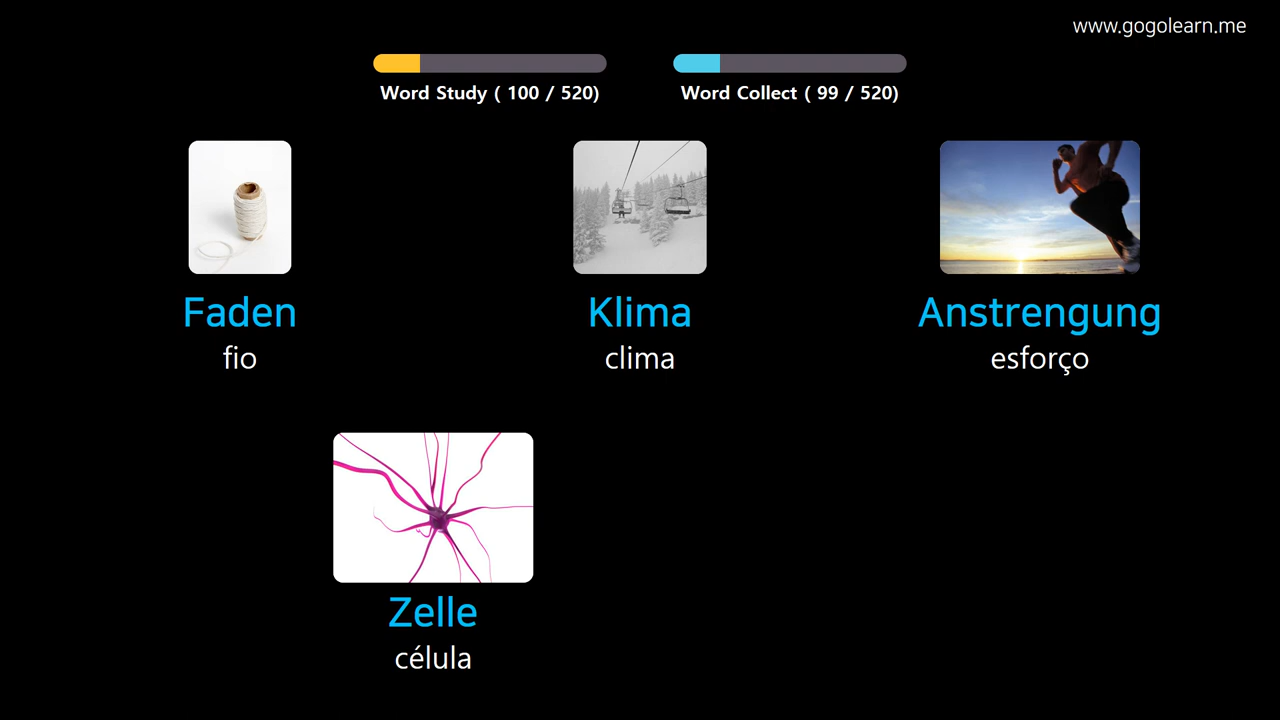 www.gogolearn.me
Word Study ( 100 / 520)
Word Collect ( 99 / 520)
Faden
fio
Klima
clima
Anstrengung
esforço
Zelle
célula